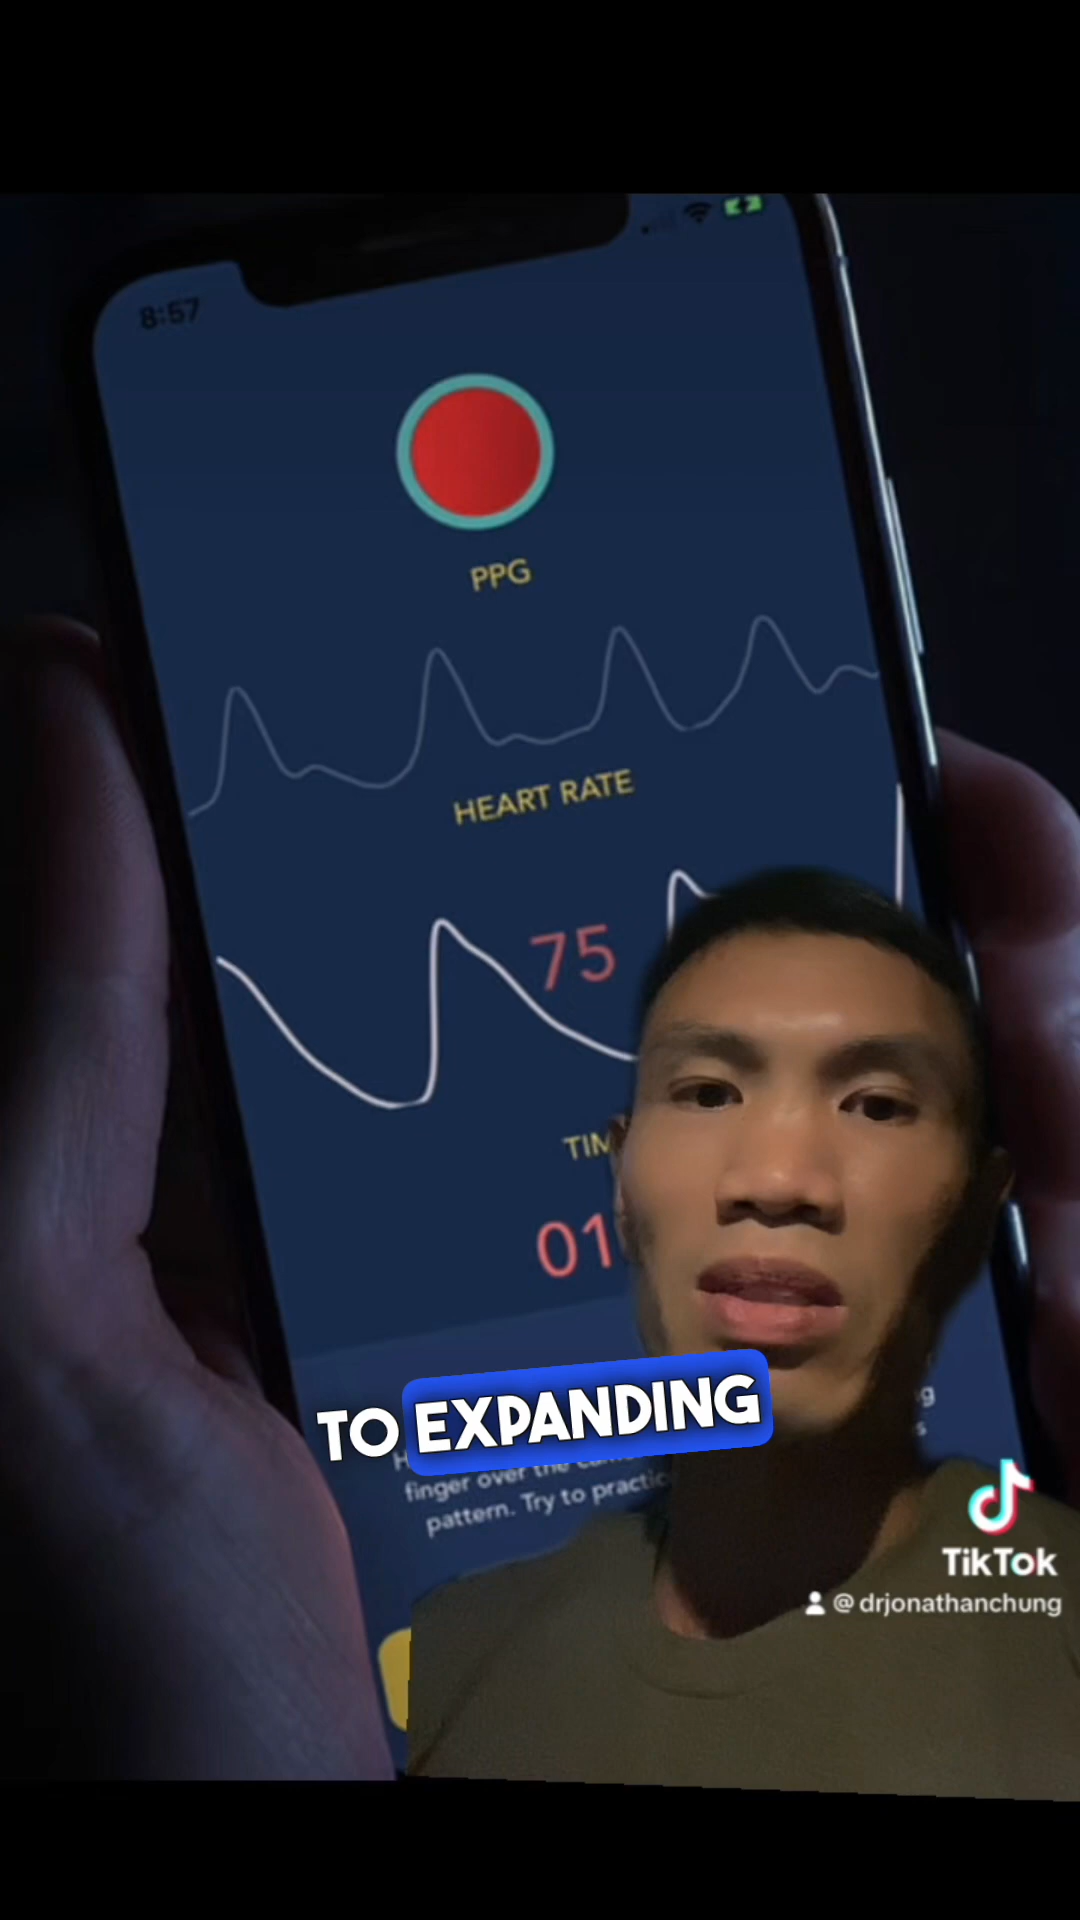 8:57
PPG
HEART RATE
75
TIM
01
TO EXPANDING
finger over the
pattern. Try to practic
TikTok
@drjonathanchung